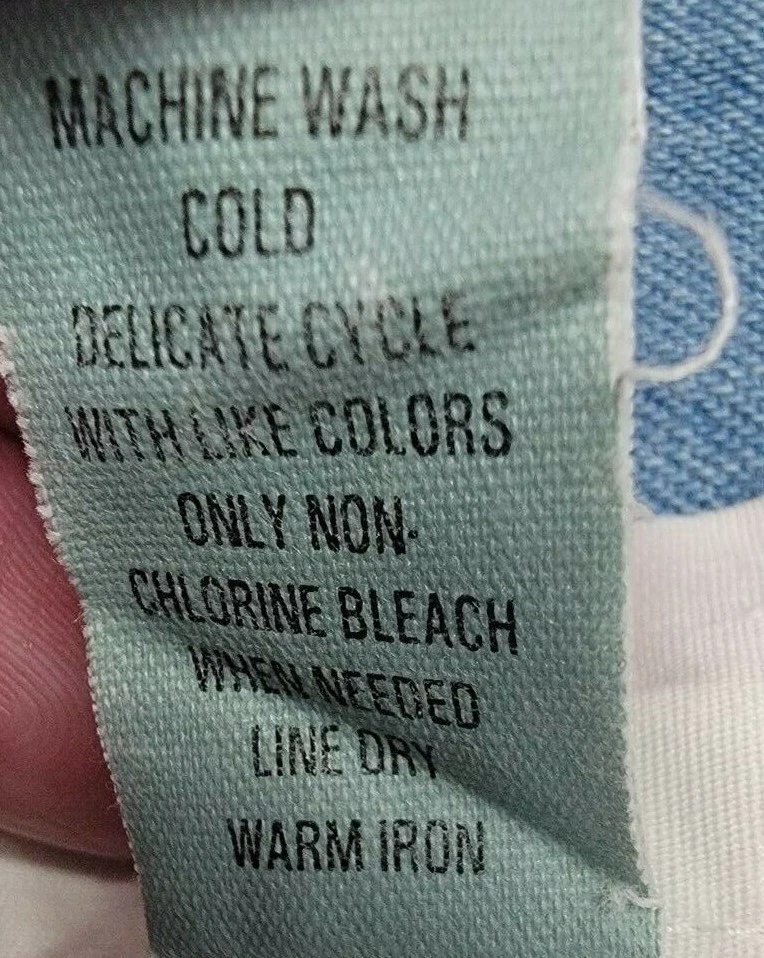 MACHINE WASH
COLD
DELICATE CYCLE
WITH LIKE COLORS
ONLY NON-
CHLORINE BLEACH
WHEN NEEDED
LINE DRY
WARM IRON